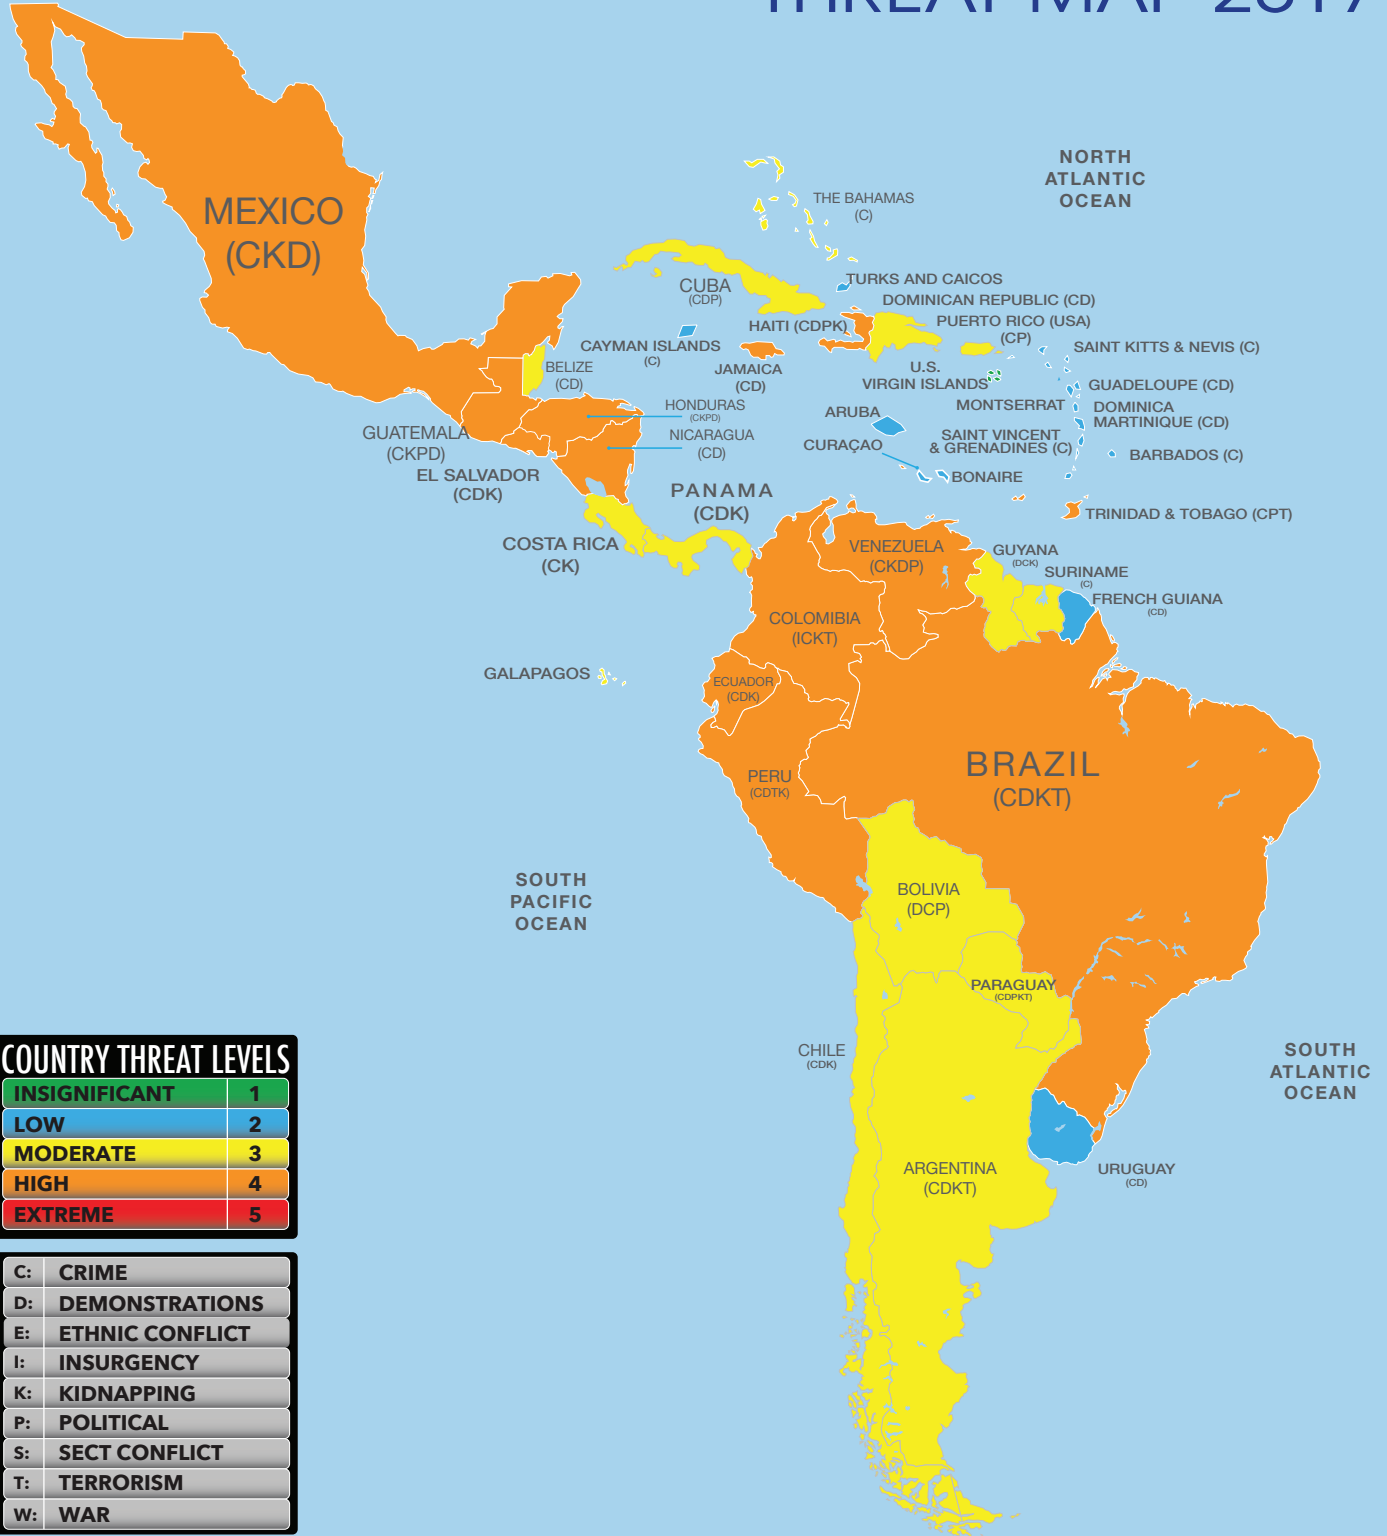 THREAT MAP 2017
NORTH
ATLANTIC
OCEAN
MEXICO
(CKD)
THE BAHAMAS
(C)
CUBA
(CDP)
TURKS AND CAICOS
DOMINICAN REPUBLIC (CD)
HAITI (CDPK)
PUERTO RICO (USA)
(CP)
CAYMAN ISLANDS
(C)
SAINT KITTS & NEVIS (C)
BELIZE
(CD)
JAMAICA
(CD)
U.S.
VIRGIN ISLANDS
GUADELOUPE (CD)
HONDURAS
(CKPD)
MONTSERRAT
DOMINICA
MARTINIQUE (CD)
ARUBA
GUATEMALA
(CKPD)
NICARAGUA
(CD)
CURAÇAO
SAINT VINCENT
& GRENADINES (C)
BARBADOS (C)
EL SALVADOR
(CDK)
BONAIRE
PANAMA
(CDK)
TRINIDAD & TOBAGO (CPT)
COSTA RICA
(CK)
VENEZUELA
(CKDP)
GUYANA
(DCK)
SURINAME
(C)
FRENCH GUIANA
(CD)
COLOMIBIA
(ICKT)
GALAPAGOS
ECUADOR
(CDK)
PERU
(CDTK)
BRAZIL
(CDKT)
SOUTH
PACIFIC
OCEAN
BOLIVIA
(DCP)
PARAGUAY
(CDPKT)
CHILE
(CDK)
SOUTH
ATLANTIC
OCEAN
ARGENTINA
(CDKT)
URUGUAY
(CD)
COUNTRY THREAT LEVELS
INSIGNIFICANT 1
LOW 2
MODERATE 3
HIGH 4
EXTREME 5
C: CRIME
D: DEMONSTRATIONS
E: ETHNIC CONFLICT
I: INSURGENCY
K: KIDNAPPING
P: POLITICAL
S: SECT CONFLICT
T: TERRORISM
W: WAR